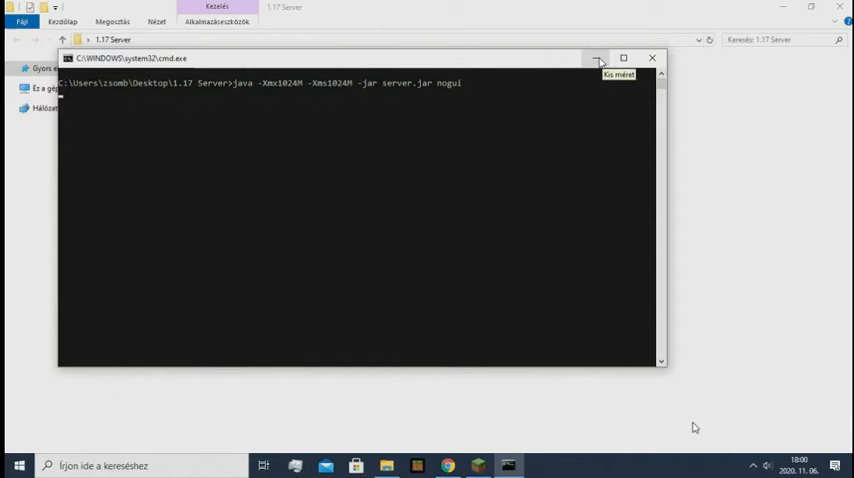 Kezelés
1.17 Server
Fájl
Kezdőlap
Megosztás
Nézet
Alkalmazáseszközök
1.17 Server
Keresés: 1.17 Server
C:\WINDOWS\system32\cmd.exe
Kis méret
Gyors e
Ez a gép
Hálózat
C:\Users\zsomb\Desktop\1.17 Server>java -Xmx1024M -Xms1024M -jar server.jar nogui
Írjon ide a kereséshez
18:00
2020. 11. 06.